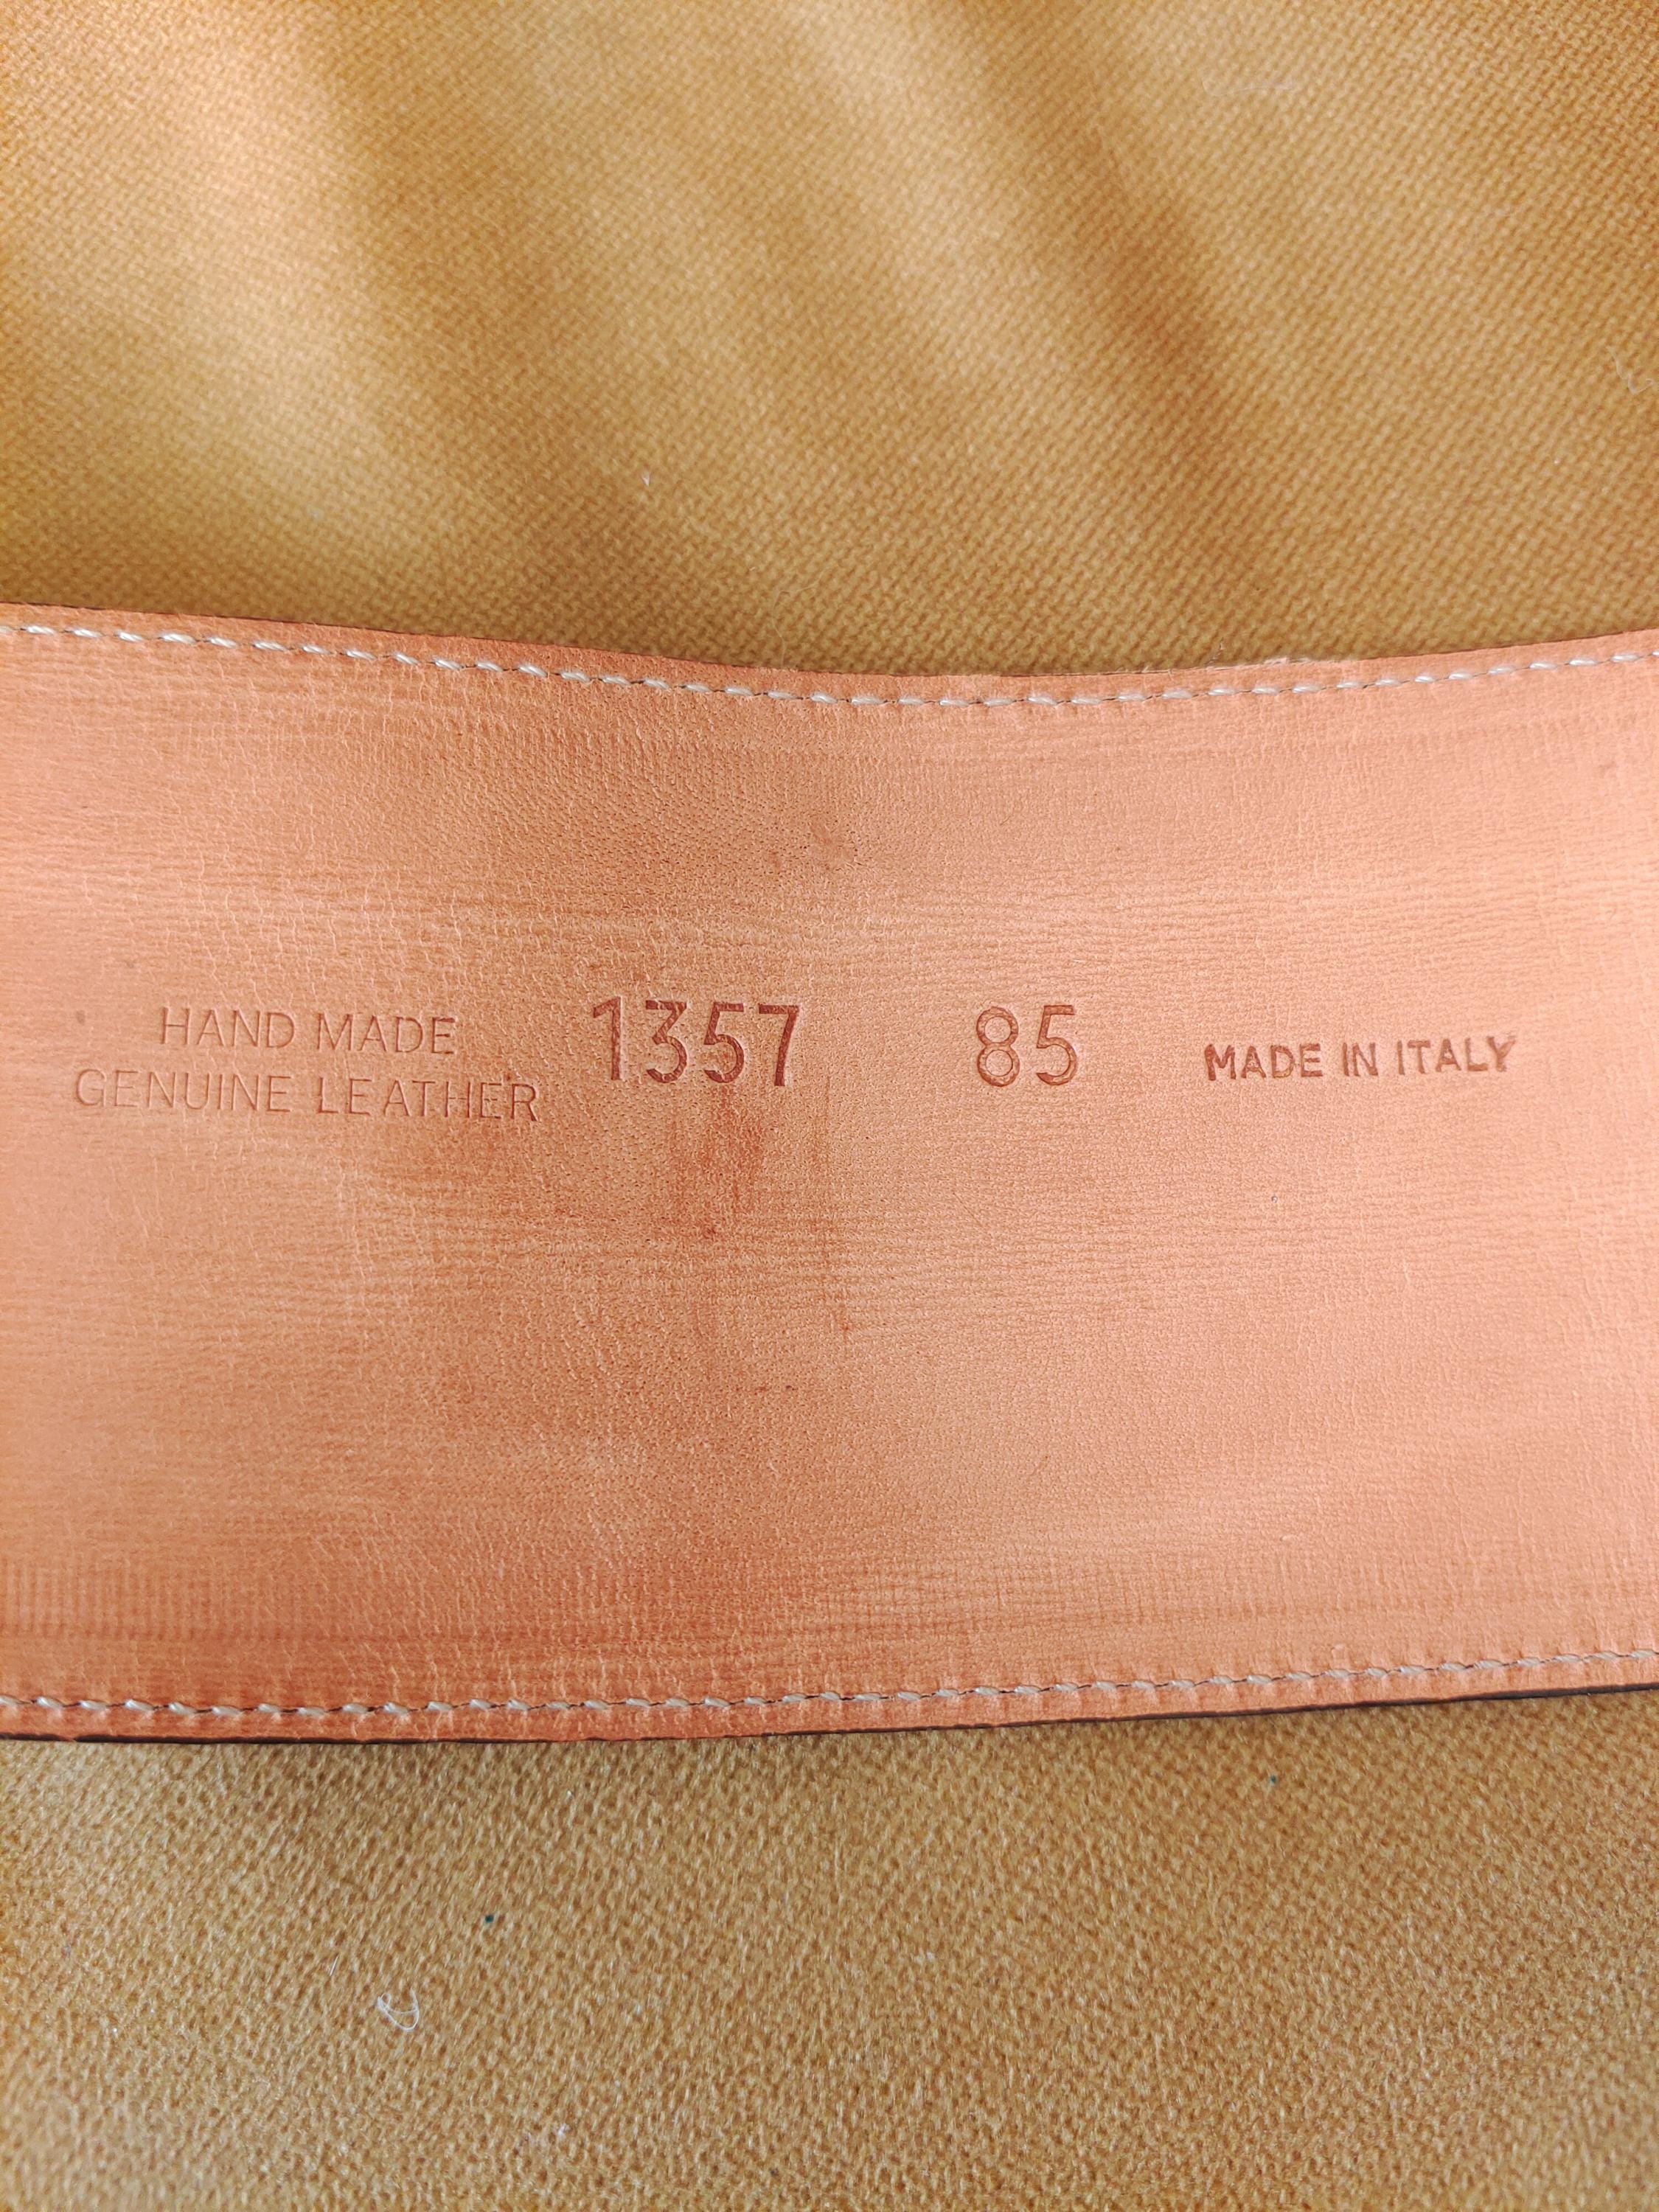 HAND MADE
GENUINE LEATHER
1357
85
MADE IN ITALY